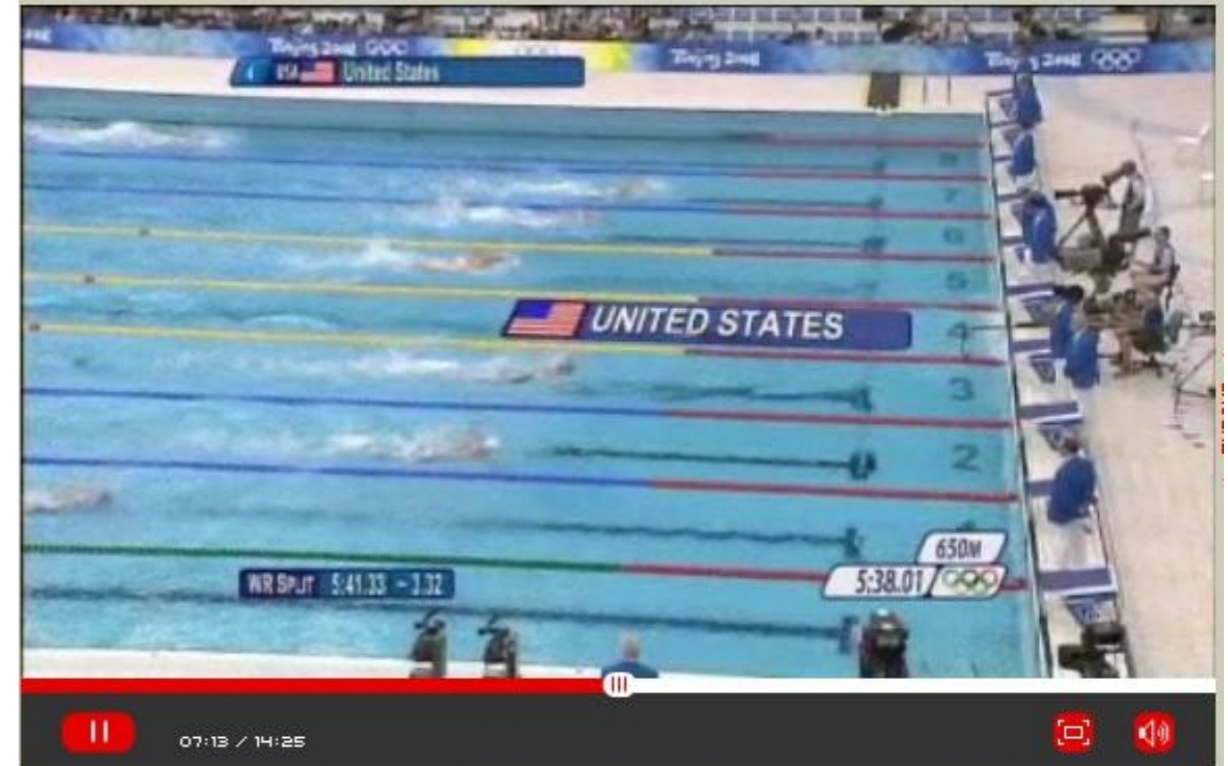 Beijing 2008
Beijing 2008
Beijing 2008
4 USA United States
8
7
6
5
UNITED STATES
4
3
2
650M
WR SPLIT 5:41.33 -3.32
5:38.01
07:13 / 14:25